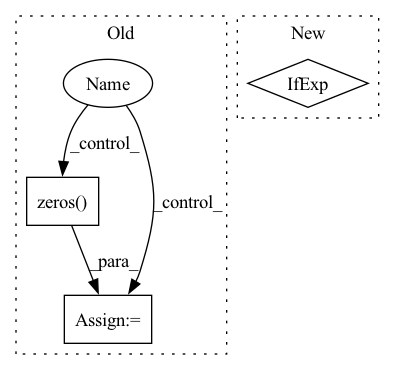 Old
New
Name
IfExp
_control_
zeros()
_control_
_para_
Assign:=